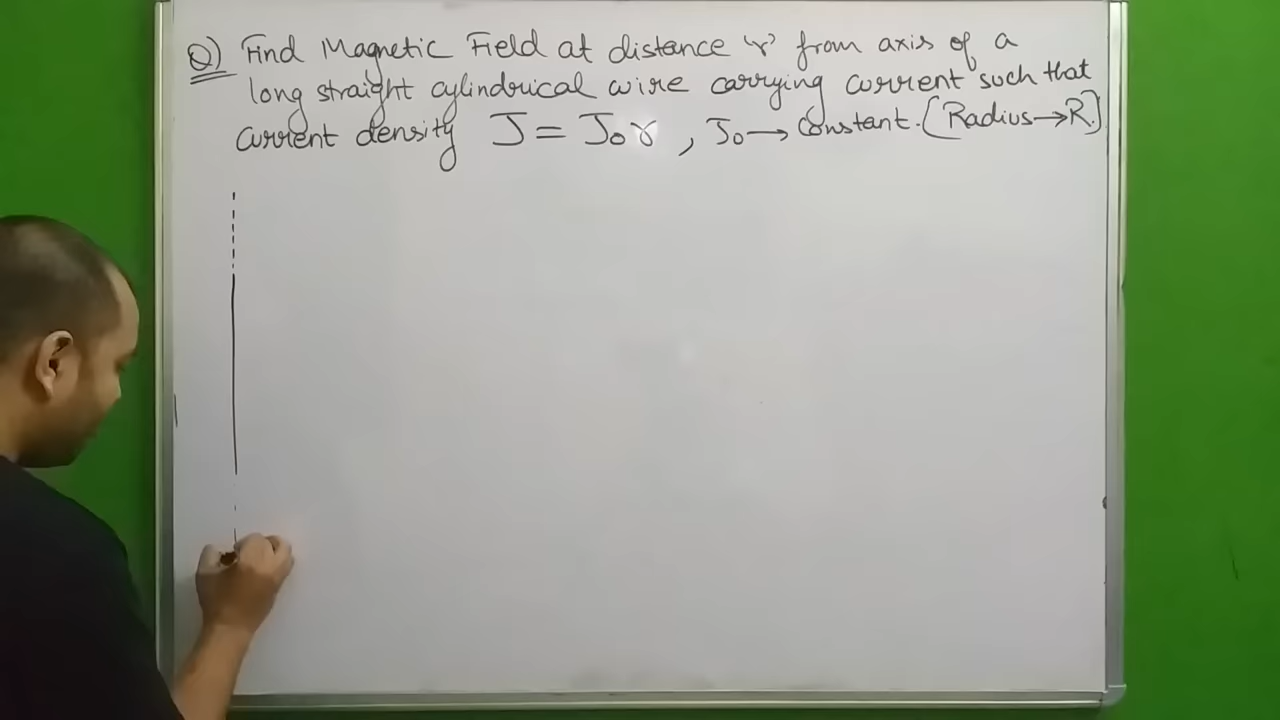 Q) Find Magnetic Field at distance 'r' from axis of a
long straight cylindrical wire carrying current such that
current density J = J₀r , J₀ → constant. [Radius → R]